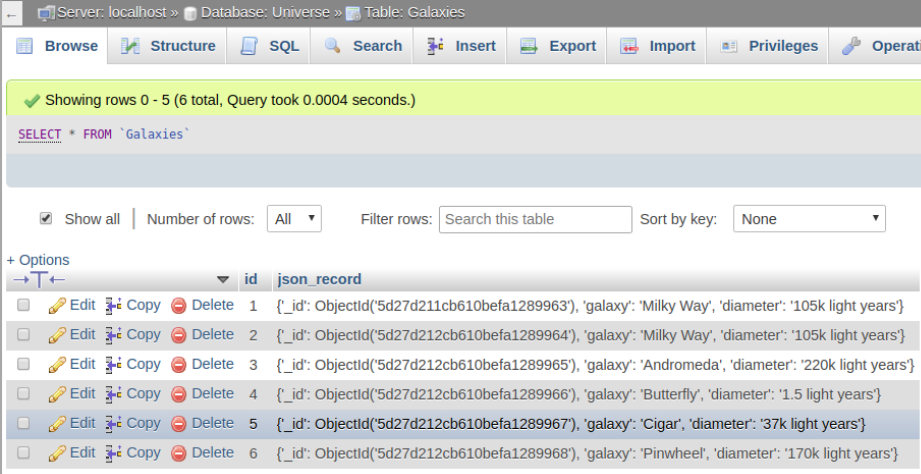 ← Server: localhost » Database: Universe » Table: Galaxies
Browse Structure SQL Search Insert Export Import Privileges Operati
Showing rows 0 - 5 (6 total, Query took 0.0004 seconds.)
SELECT * FROM `Galaxies`
Show all Number of rows: All Filter rows: Search this table Sort by key: None
+ Options
←T→ id json_record
Edit Copy Delete 1 {'_id': ObjectId('5d27d211cb610befa1289963'), 'galaxy': 'Milky Way', 'diameter': '105k light years'}
Edit Copy Delete 2 {'_id': ObjectId('5d27d212cb610befa1289964'), 'galaxy': 'Milky Way', 'diameter': '105k light years'}
Edit Copy Delete 3 {'_id': ObjectId('5d27d212cb610befa1289965'), 'galaxy': 'Andromeda', 'diameter': '220k light years'}
Edit Copy Delete 4 {'_id': ObjectId('5d27d212cb610befa1289966'), 'galaxy': 'Butterfly', 'diameter': '1.5 light years'}
Edit Copy Delete 5 {'_id': ObjectId('5d27d212cb610befa1289967'), 'galaxy': 'Cigar', 'diameter': '37k light years'}
Edit Copy Delete 6 {'_id': ObjectId('5d27d212cb610befa1289968'), 'galaxy': 'Pinwheel', 'diameter': '170k light years'}